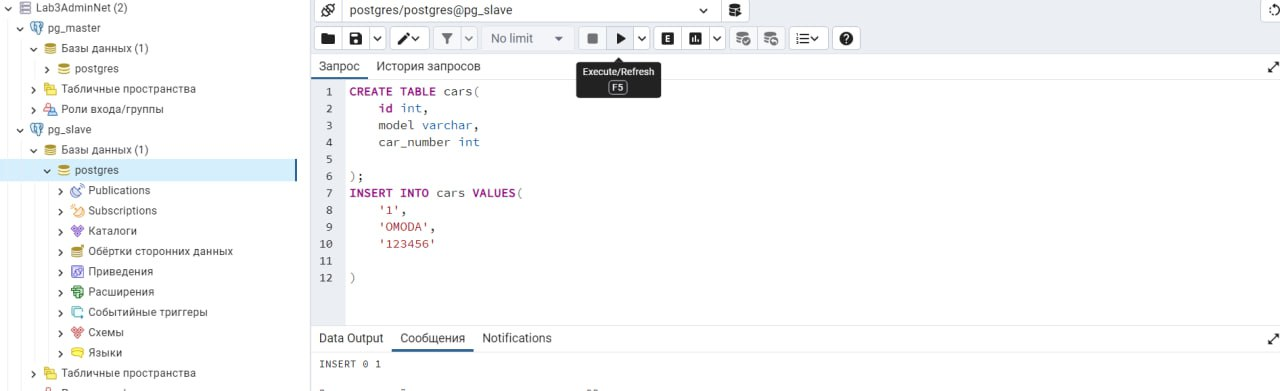 Lab3AdminNet (2)
pg_master
Базы данных (1)
postgres
Табличные пространства
Роли входа/группы
pg_slave
Базы данных (1)
postgres
Publications
Subscriptions
Каталоги
Обёртки сторонних данных
Приведения
Расширения
Событийные триггеры
Схемы
Языки
Табличные пространства
postgres/postgres@pg_slave
No limit
E
Execute/Refresh
F5
Запрос История запросов
1 CREATE TABLE cars(
2 id int,
3 model varchar,
4 car_number int
5
6 );
7 INSERT INTO cars VALUES(
8 '1',
9 'OMODA',
10 '123456'
11
12 )
Data Output Сообщения Notifications
INSERT 0 1